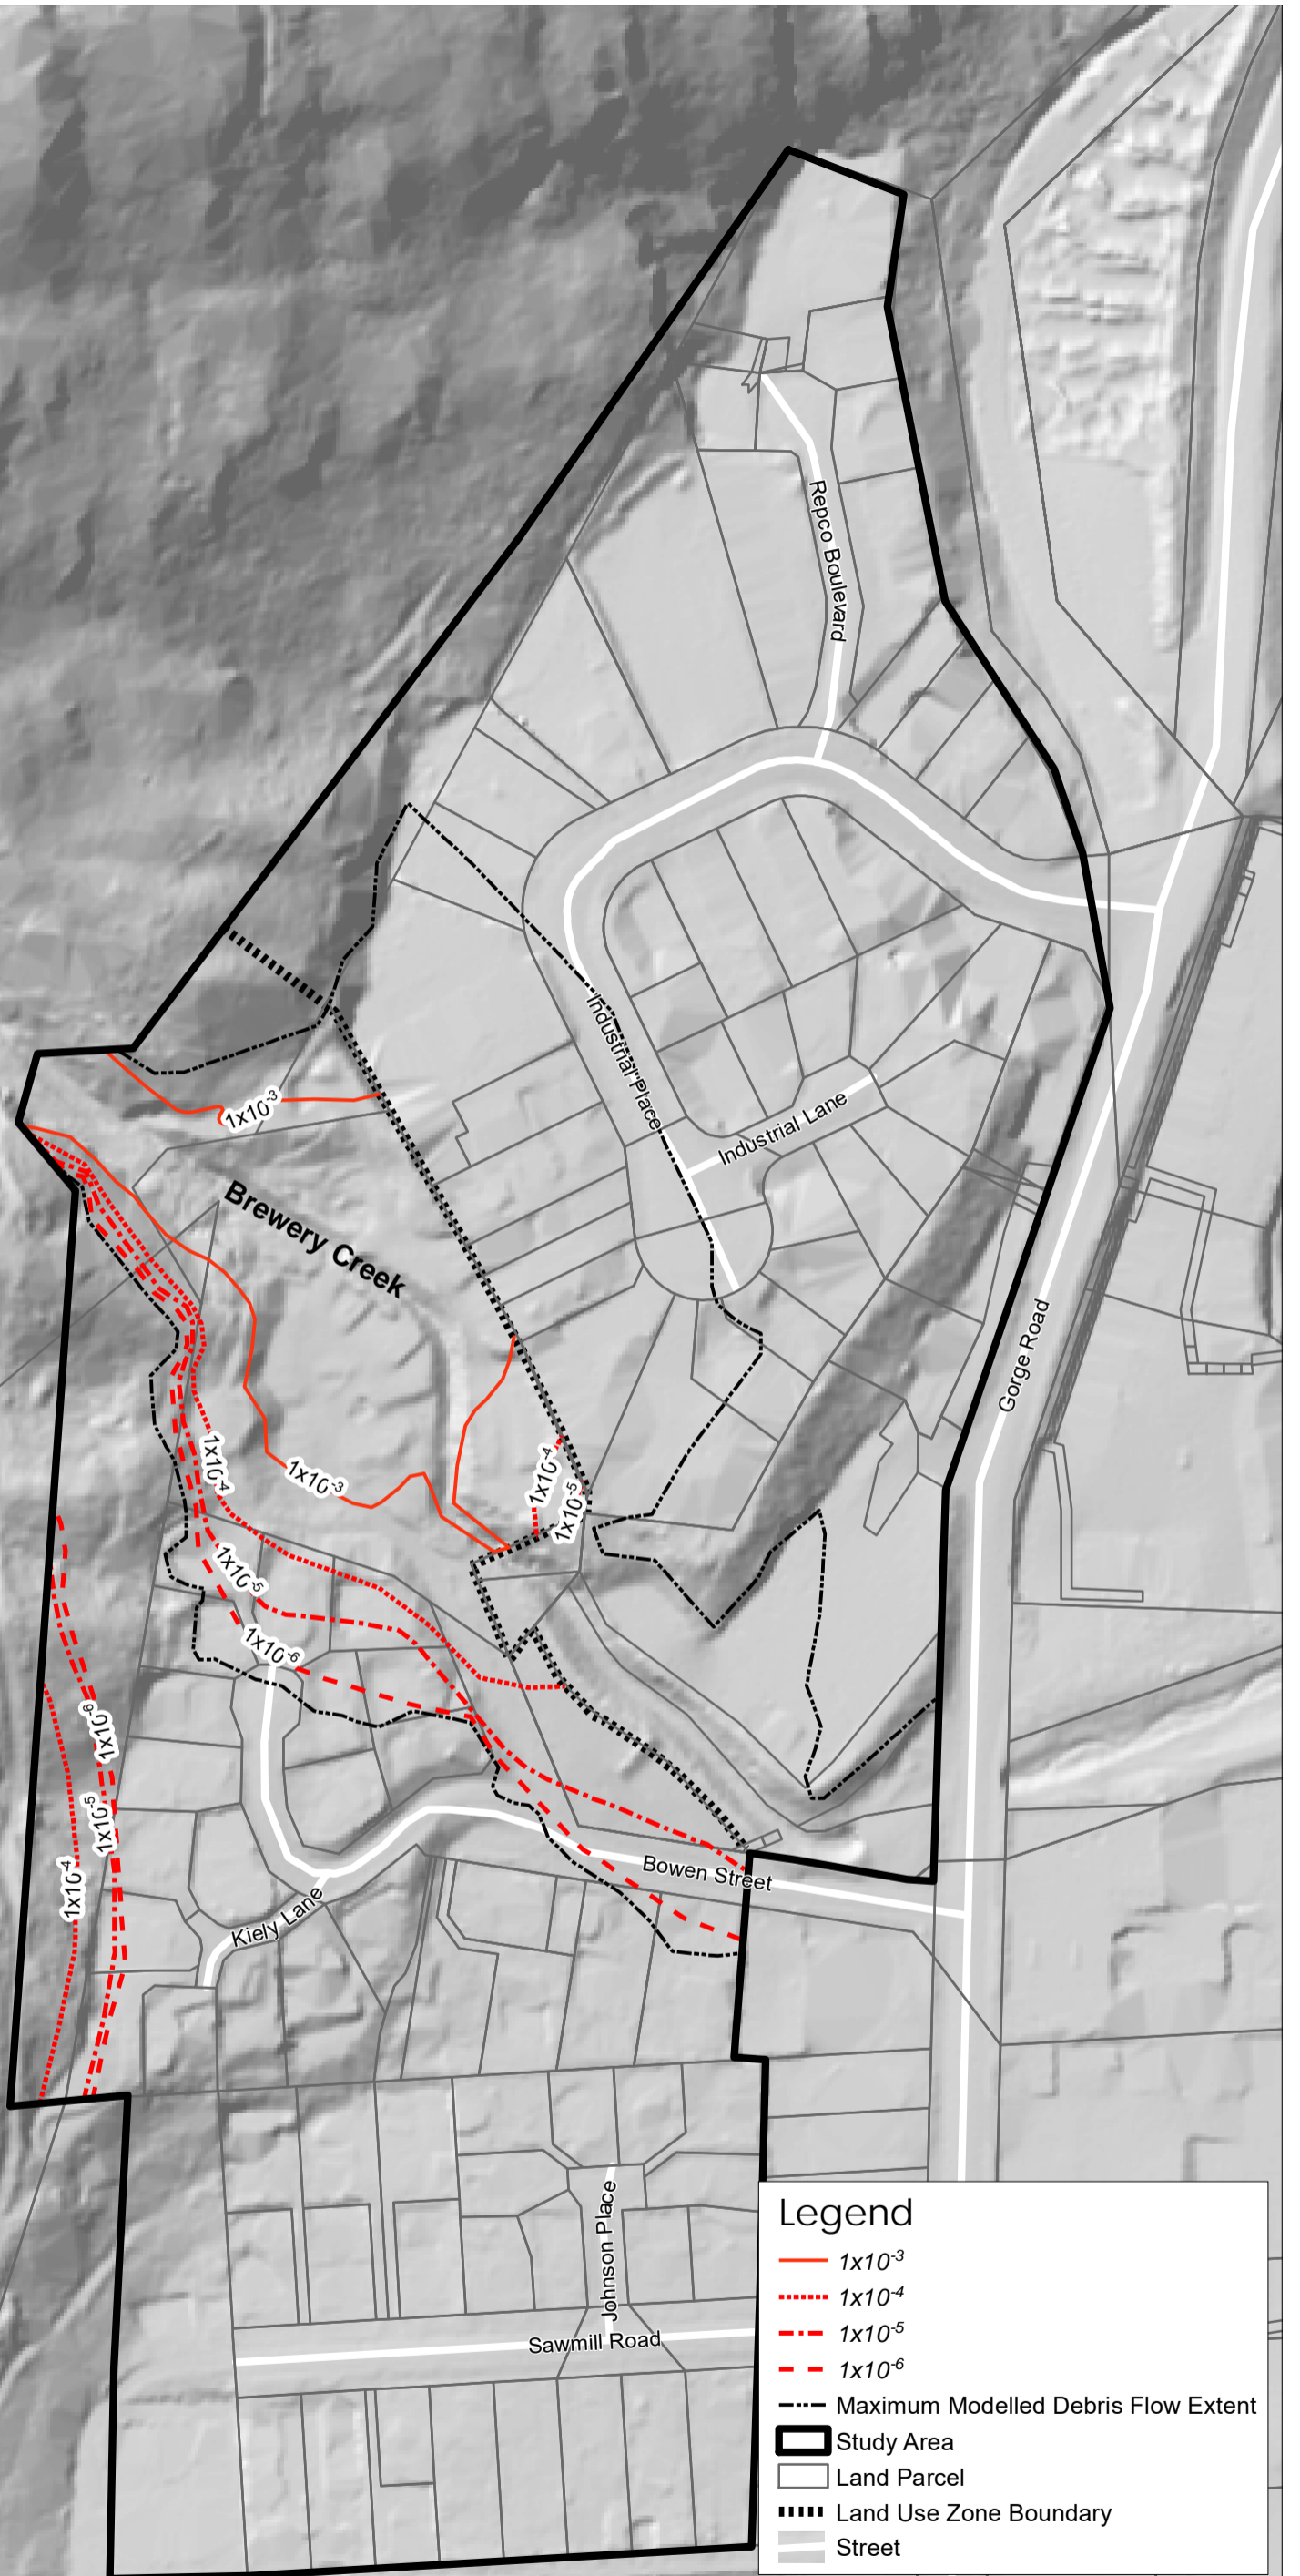 Repco Boulevard
Industrial Place
Industrial Lane
1x10⁻³
Brewery Creek
Gorge Road
1x10⁻⁴
1x10⁻³
1x10⁻⁴
1x10⁻⁵
1x10⁻⁵
1x10⁻⁶
1x10⁻⁶
1x10⁻⁵
1x10⁻⁴
Bowen Street
Kiely Lane
Johnson Place
Sawmill Road
Legend
1x10⁻³
1x10⁻⁴
1x10⁻⁵
1x10⁻⁶
Maximum Modelled Debris Flow Extent
Study Area
Land Parcel
Land Use Zone Boundary
Street